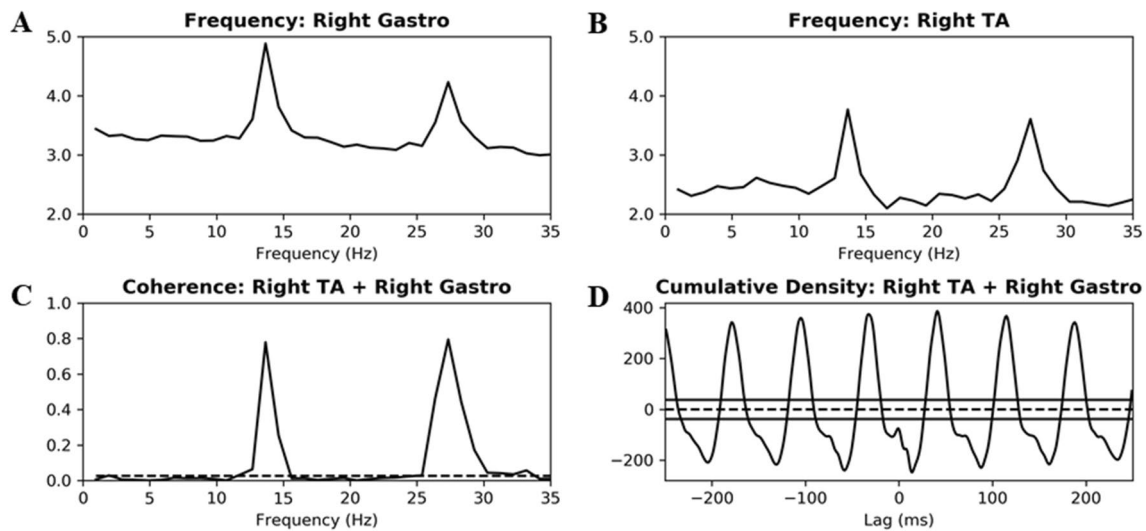 A
Frequency: Right Gastro
5.0
4.0
3.0
2.0
0 5 10 15 20 25 30 35
Frequency (Hz)
B
Frequency: Right TA
5.0
4.0
3.0
2.0
0 5 10 15 20 25 30 35
Frequency (Hz)
C
Coherence: Right TA + Right Gastro
1.0
0.8
0.6
0.4
0.2
0.0
0 5 10 15 20 25 30 35
Frequency (Hz)
D
Cumulative Density: Right TA + Right Gastro
400
200
0
−200
−200 −100 0 100 200
Lag (ms)